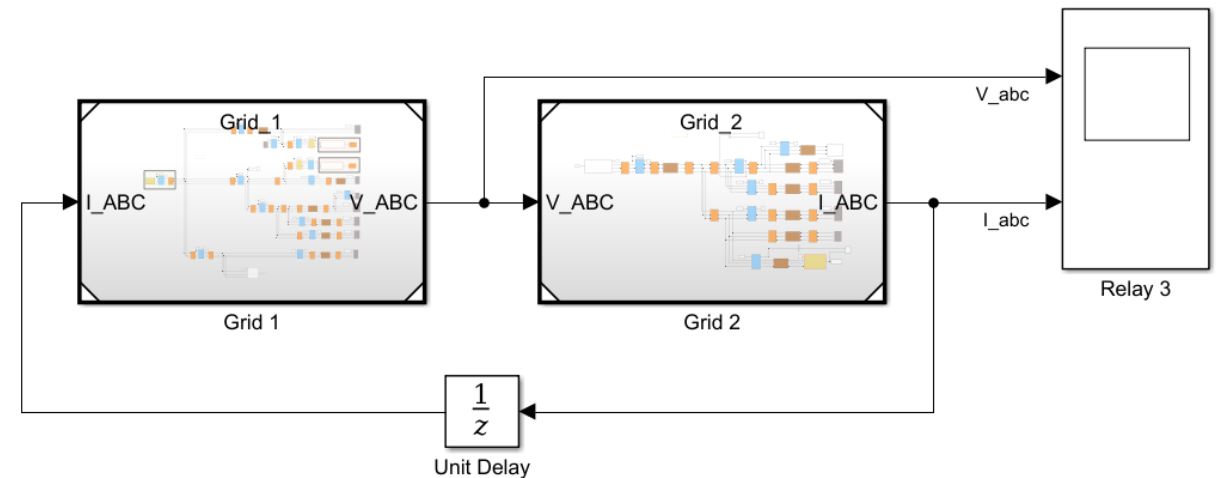 V_abc
Grid_1
Grid_2
I_ABC
V_ABC
V_ABC
I_ABC
I_abc
Relay 3
Grid 1
Grid 2
1
z
Unit Delay